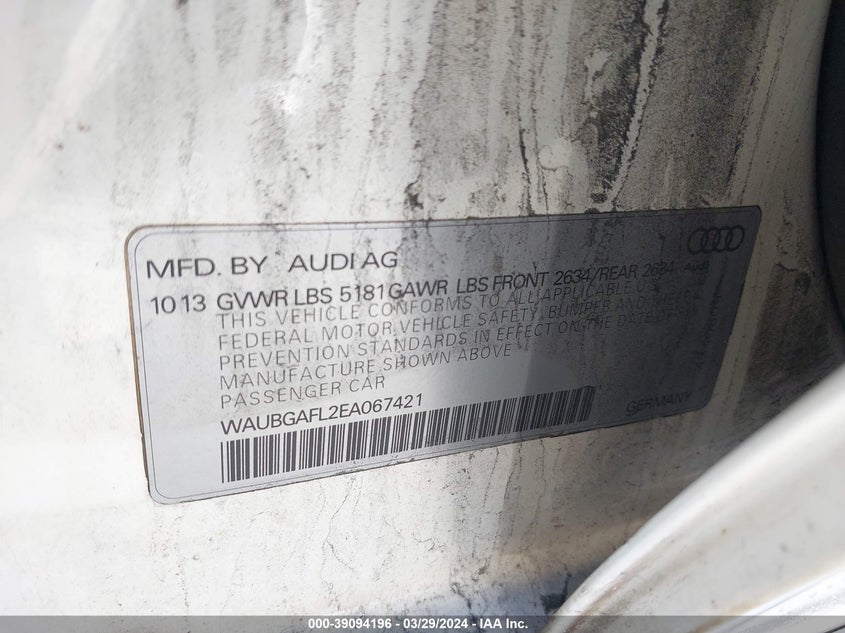 MFD. BY AUDI AG
Audi
1013 GVWR LBS 5181 GAWR LBS FRONT 2634/REAR 2634
THIS VEHICLE CONFORMS TO ALL APPLICABLE U.S.
FEDERAL MOTOR VEHICLE SAFETY, BUMPER AND THEFT
PREVENTION STANDARDS IN EFFECT ON THE DATE OF
MANUFACTURE SHOWN ABOVE
PASSENGER CAR
WAUBGAFL2EA067421
GERMANY
000-39094196 - 03/29/2024 - IAA Inc.